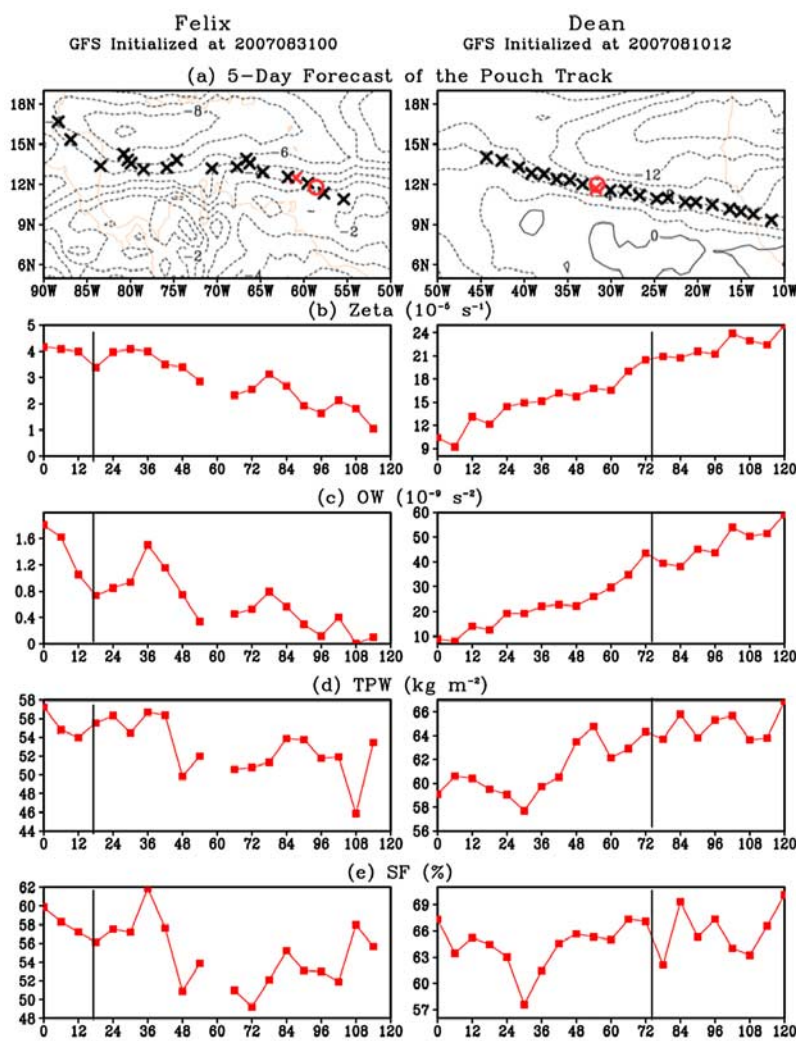 Felix Dean
GFS Initialized at 2007083100 GFS Initialized at 2007081012
(a) 5-Day Forecast of the Pouch Track
18N 18N
-8
15N 15N
-6
-12
12N 12N
9N 9N
-2
0
-2
6N -4 6N
90W 85W 80W 75W 70W 65W 60W 55W 50W 50W 45W 40W 35W 31W 25W 24W 20W 15W 10W
(b) Zeta (10⁻⁵ s⁻¹)
5 24
4 21
3 18
2 15
1 12
0 9
0 12 24 36 48 60 72 84 96 108 120 0 12 24 36 48 60 72 84 96 108 120
(c) OW (10⁻⁹ s⁻²)
60
1.6 50
1.2 40
0.8 30
0.4 20
0 10
0 12 24 36 48 60 72 84 96 108 120 0 12 24 36 48 60 72 84 96 108 120
(d) TPW (kg m⁻²)
58
56 66
54 64
52 62
50 60
48 58
46
44 56
0 12 24 36 48 60 72 84 96 108 120 0 12 24 36 48 60 72 84 96 108 120
(e) SF (%)
62
60 69
58 66
56
54 63
52 60
50
48 57
0 12 24 36 48 60 72 84 96 108 120 0 12 24 36 48 60 72 84 96 108 120